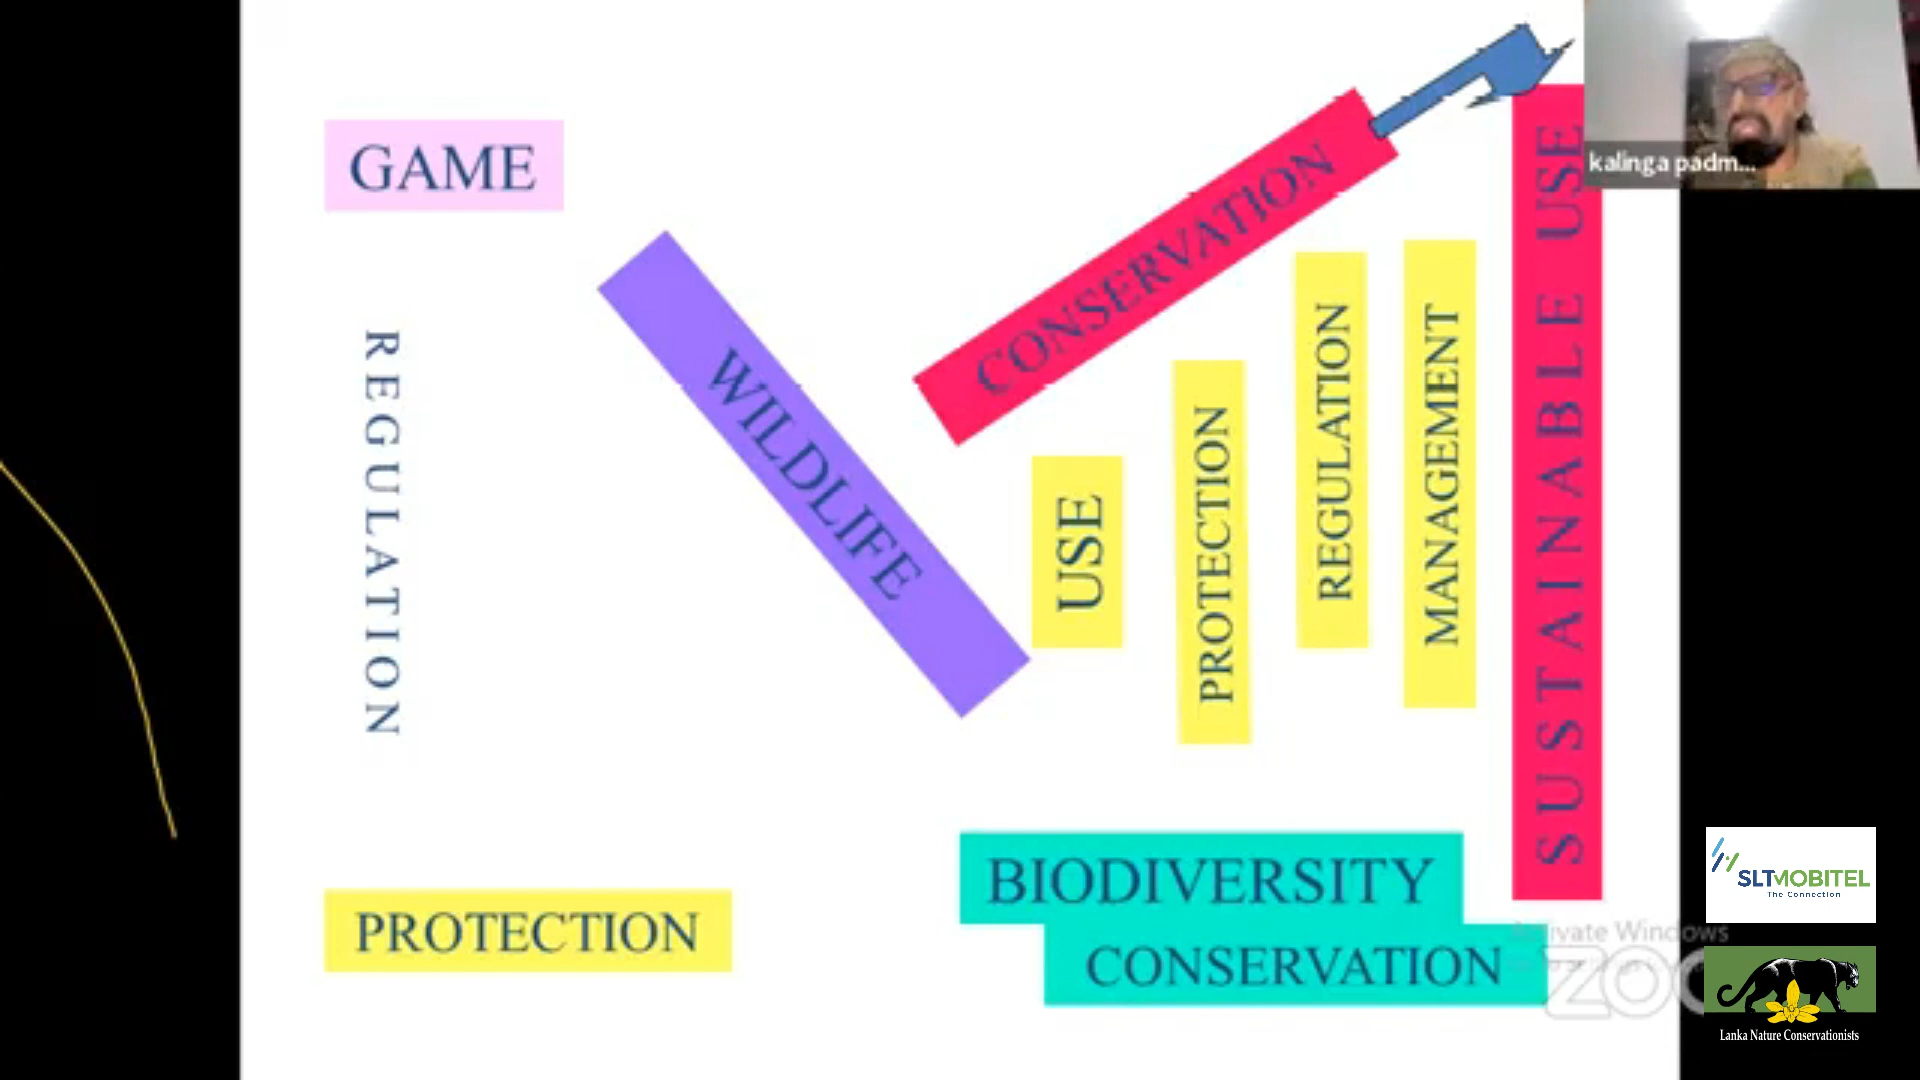 GAME
REGULATION
PROTECTION
WILDLIFE
CONSERVATION
USE
PROTECTION
REGULATION
MANAGEMENT
SUSTAINABLE USE
BIODIVERSITY
CONSERVATION
kalinga padm...
SLTMOBITEL
The Connection
Windows
Lanka Nature Conservationists